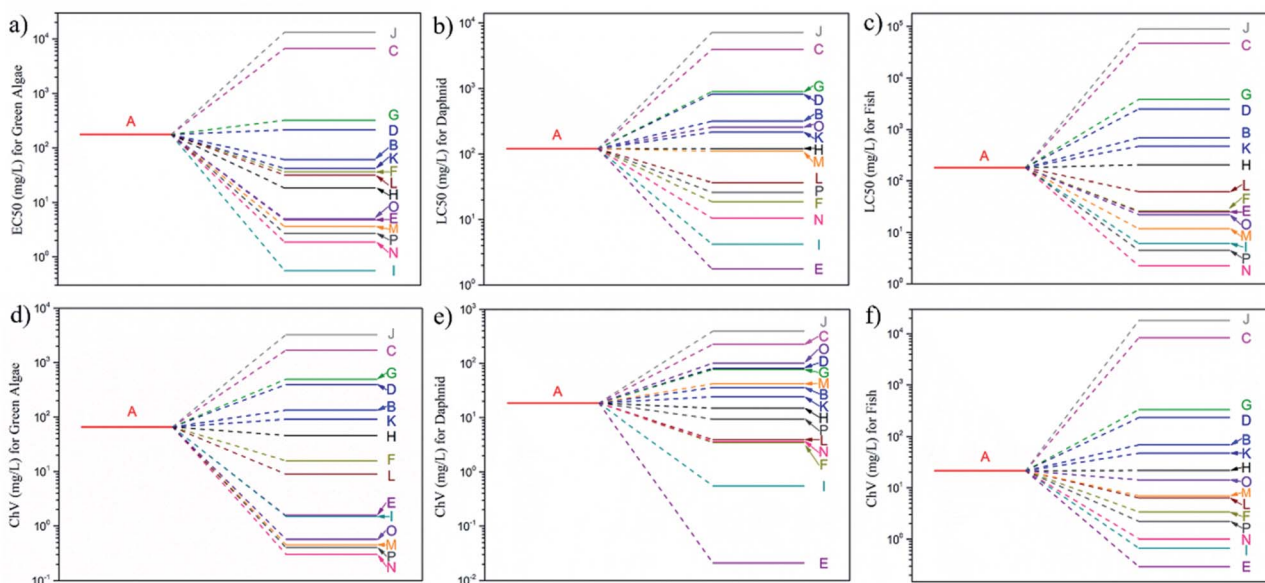 a)
EC50 (mg/L) for Green Algae
10⁴
10³
10²
10¹
10⁰
A
J
C
G
D
B
K
F
L
H
O
E
M
P
N
I
b)
LC50 (mg/L) for Daphnid
10⁴
10³
10²
10¹
10⁰
A
J
C
G
D
B
O
K
H
M
L
P
F
N
I
E
c)
LC50 (mg/L) for Fish
10⁵
10⁴
10³
10²
10¹
10⁰
A
J
C
G
D
B
K
H
L
F
E
O
M
I
P
N
d)
ChV (mg/L) for Green Algae
10⁴
10³
10²
10¹
10⁰
10⁻¹
A
J
C
G
D
B
K
H
F
L
E
I
O
M
P
N
e)
ChV (mg/L) for Daphnid
10³
10²
10¹
10⁰
10⁻¹
10⁻²
A
J
C
O
D
G
M
B
K
H
P
L
N
F
I
E
f)
ChV (mg/L) for Fish
10⁴
10³
10²
10¹
10⁰
A
J
C
G
D
B
K
H
O
M
L
F
P
N
I
E